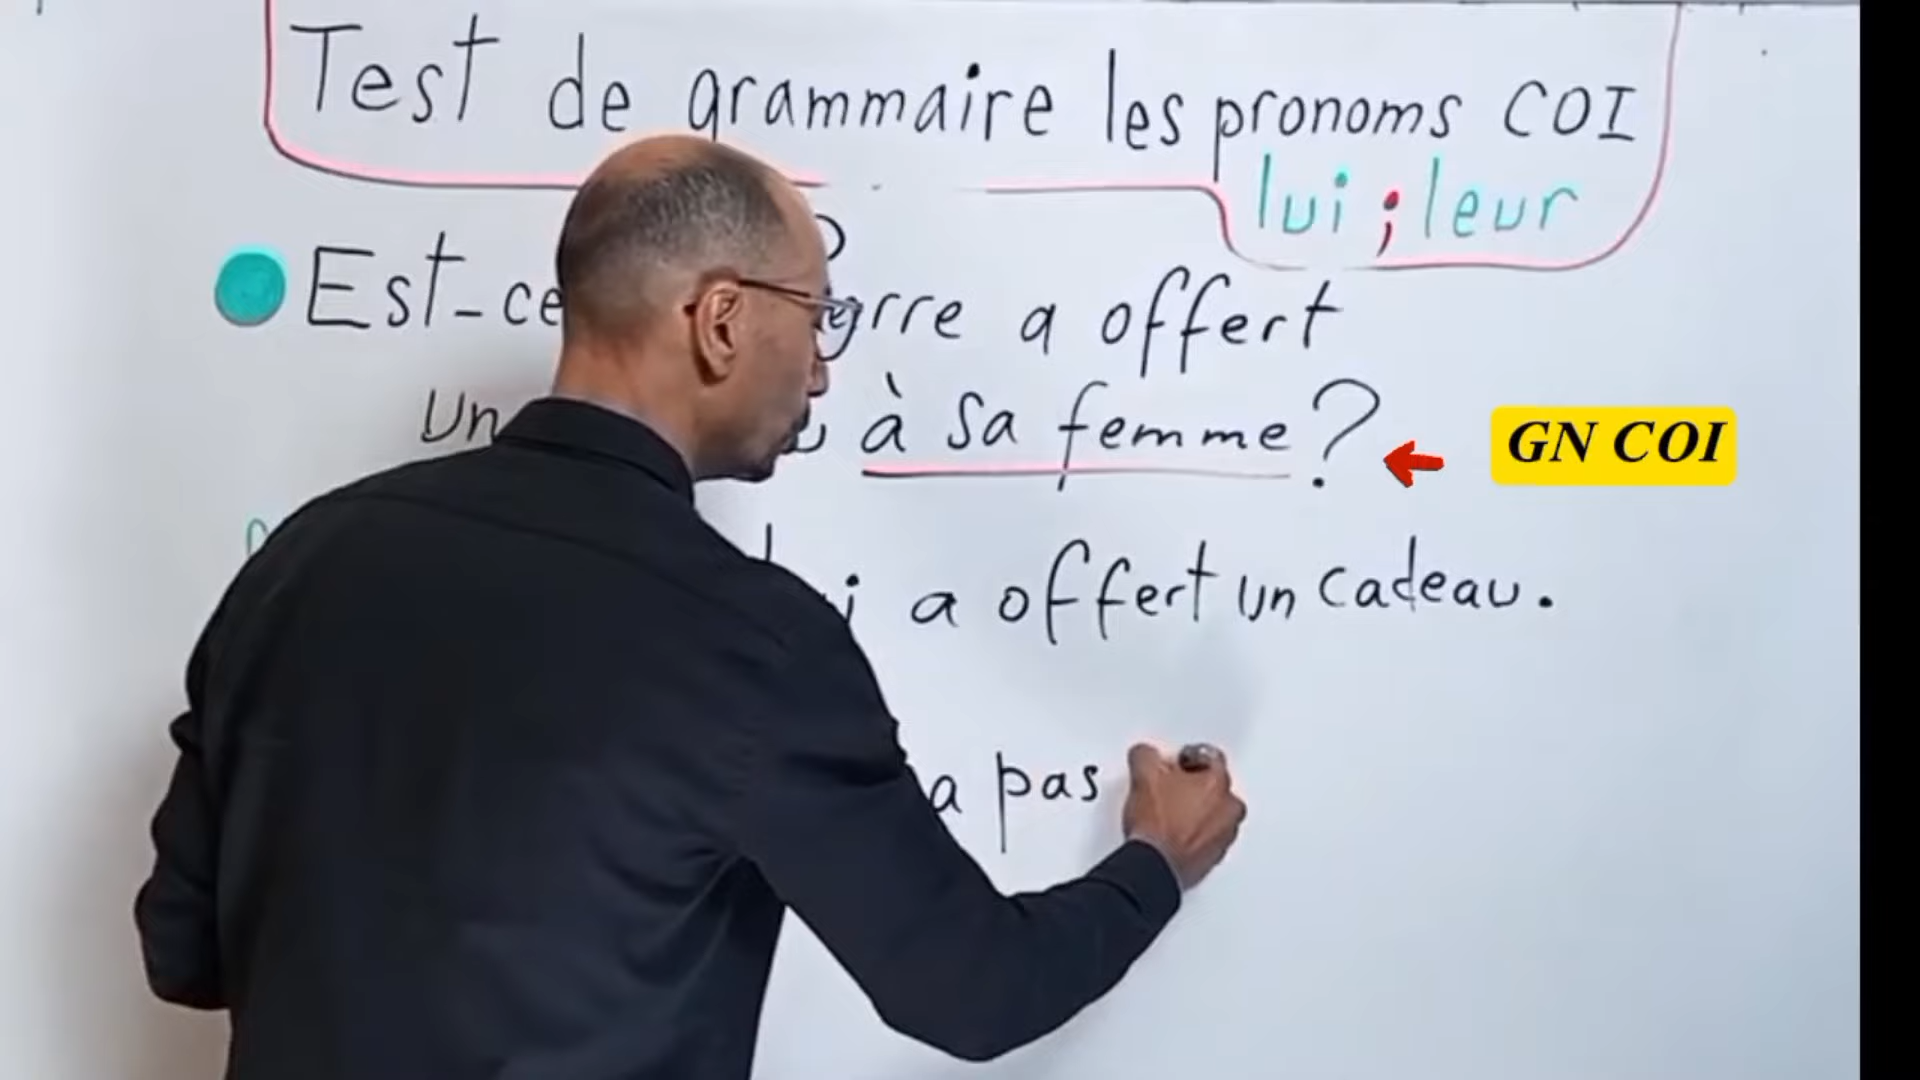 Test de grammaire les pronoms COI
lui ; leur
Est-ce a offert
un à sa femme ?
GN COI
a offert un cadeau.
a pas